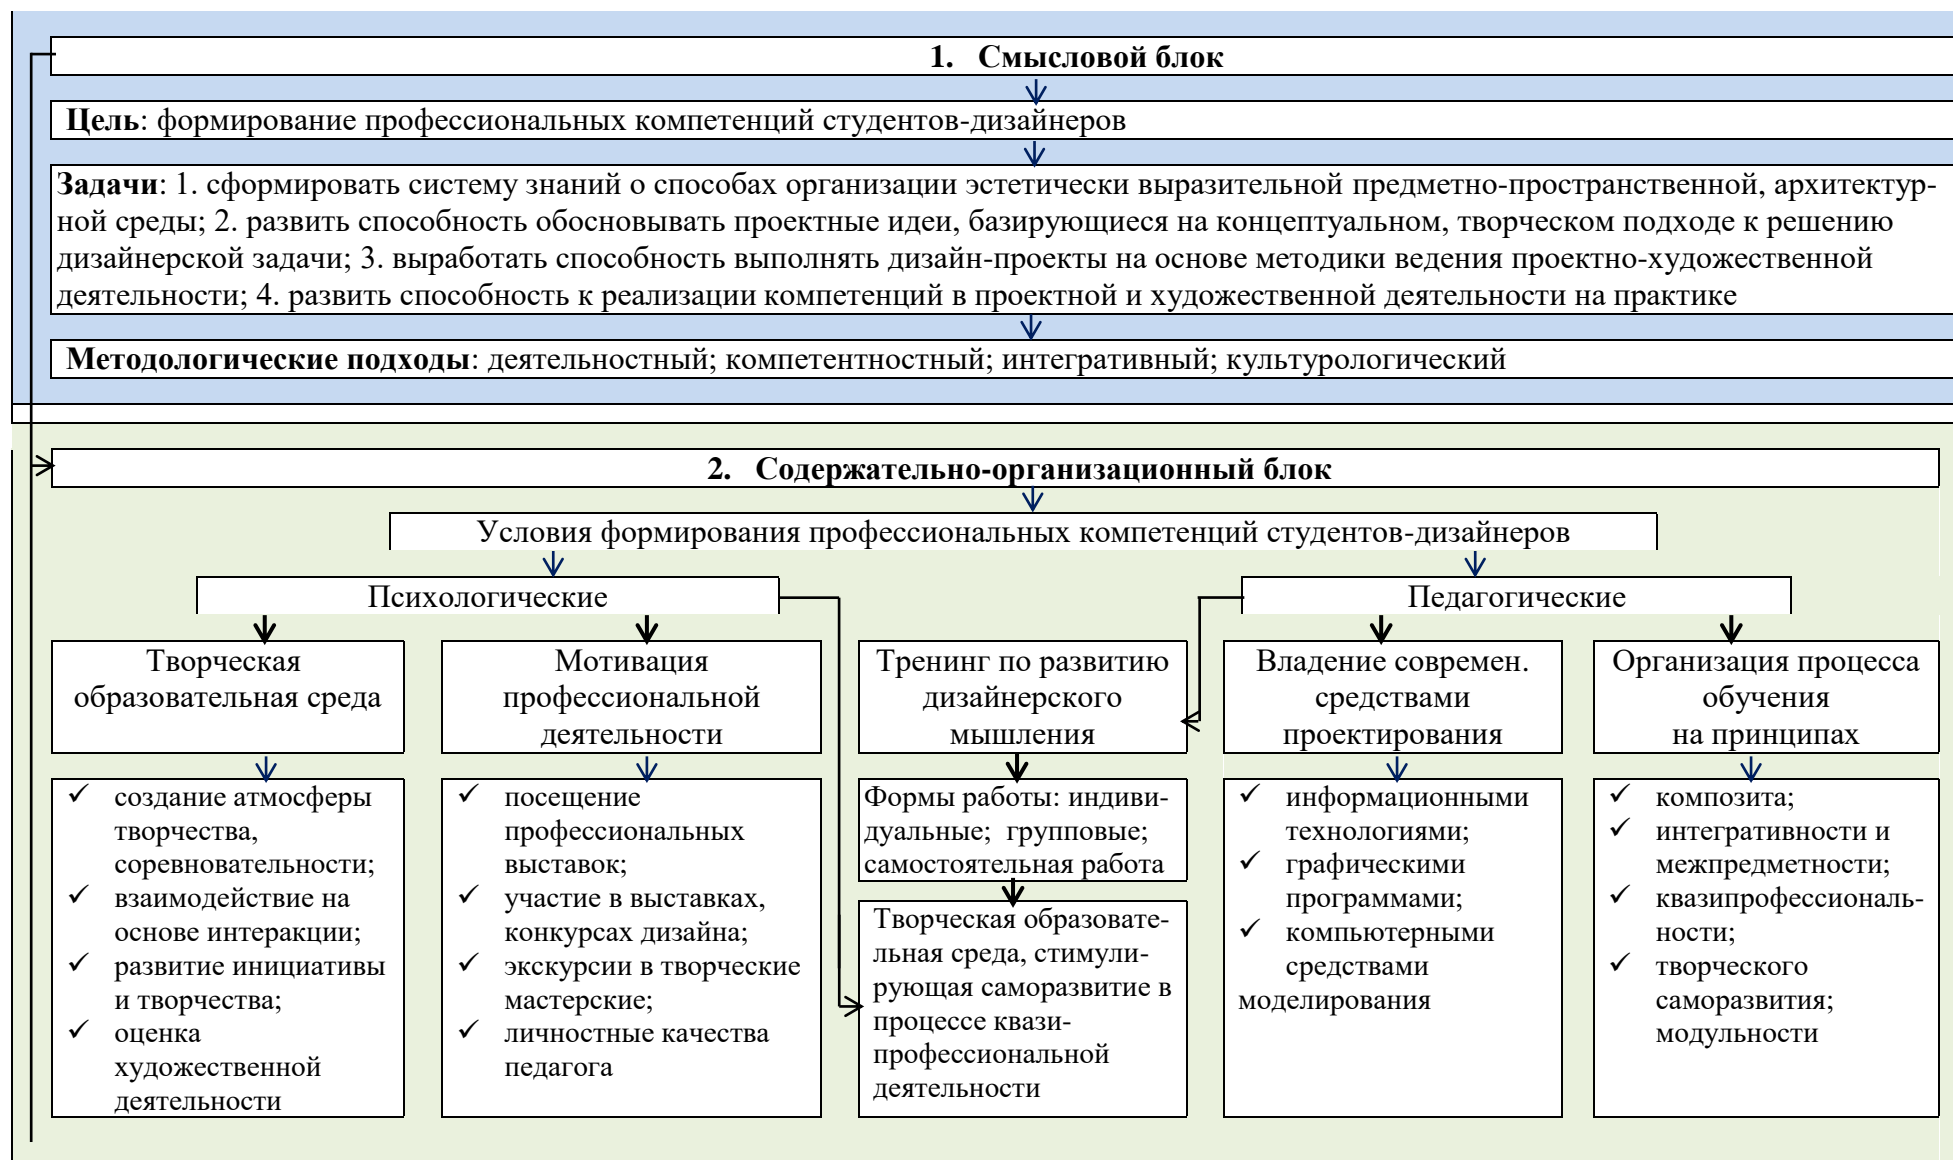 1. Смысловой блок
Цель: формирование профессиональных компетенций студентов-дизайнеров
Задачи: 1. сформировать систему знаний о способах организации эстетически выразительной предметно-пространственной, архитектур-
ной среды; 2. развить способность обосновывать проектные идеи, базирующиеся на концептуальном, творческом подходе к решению
дизайнерской задачи; 3. выработать способность выполнять дизайн-проекты на основе методики ведения проектно-художественной
деятельности; 4. развить способность к реализации компетенций в проектной и художественной деятельности на практике
Методологические подходы: деятельностный; компетентностный; интегративный; культурологический
2. Содержательно-организационный блок
Условия формирования профессиональных компетенций студентов-дизайнеров
Психологические
Педагогические
Творческая
образовательная среда
Мотивация
профессиональной
деятельности
Тренинг по развитию
дизайнерского
мышления
Владение современ.
средствами
проектирования
Организация процесса
обучения
на принципах
✓ создание атмосферы
творчества,
соревновательности;
✓ взаимодействие на
основе интеракции;
✓ развитие инициативы
и творчества;
✓ оценка
художественной
деятельности
✓ посещение
профессиональных
выставок;
✓ участие в выставках,
конкурсах дизайна;
✓ экскурсии в творческие
мастерские;
✓ личностные качества
педагога
Формы работы: индиви-
дуальные; групповые;
самостоятельная работа
Творческая образовате-
льная среда, стимули-
рующая саморазвитие в
процессе квази-
профессиональной
деятельности
✓ информационными
технологиями;
✓ графическими
программами;
✓ компьютерными
средствами
моделирования
✓ композита;
✓ интегративности и
межпредметности;
✓ квазипрофессиональ-
ности;
✓ творческого
саморазвития;
модульности